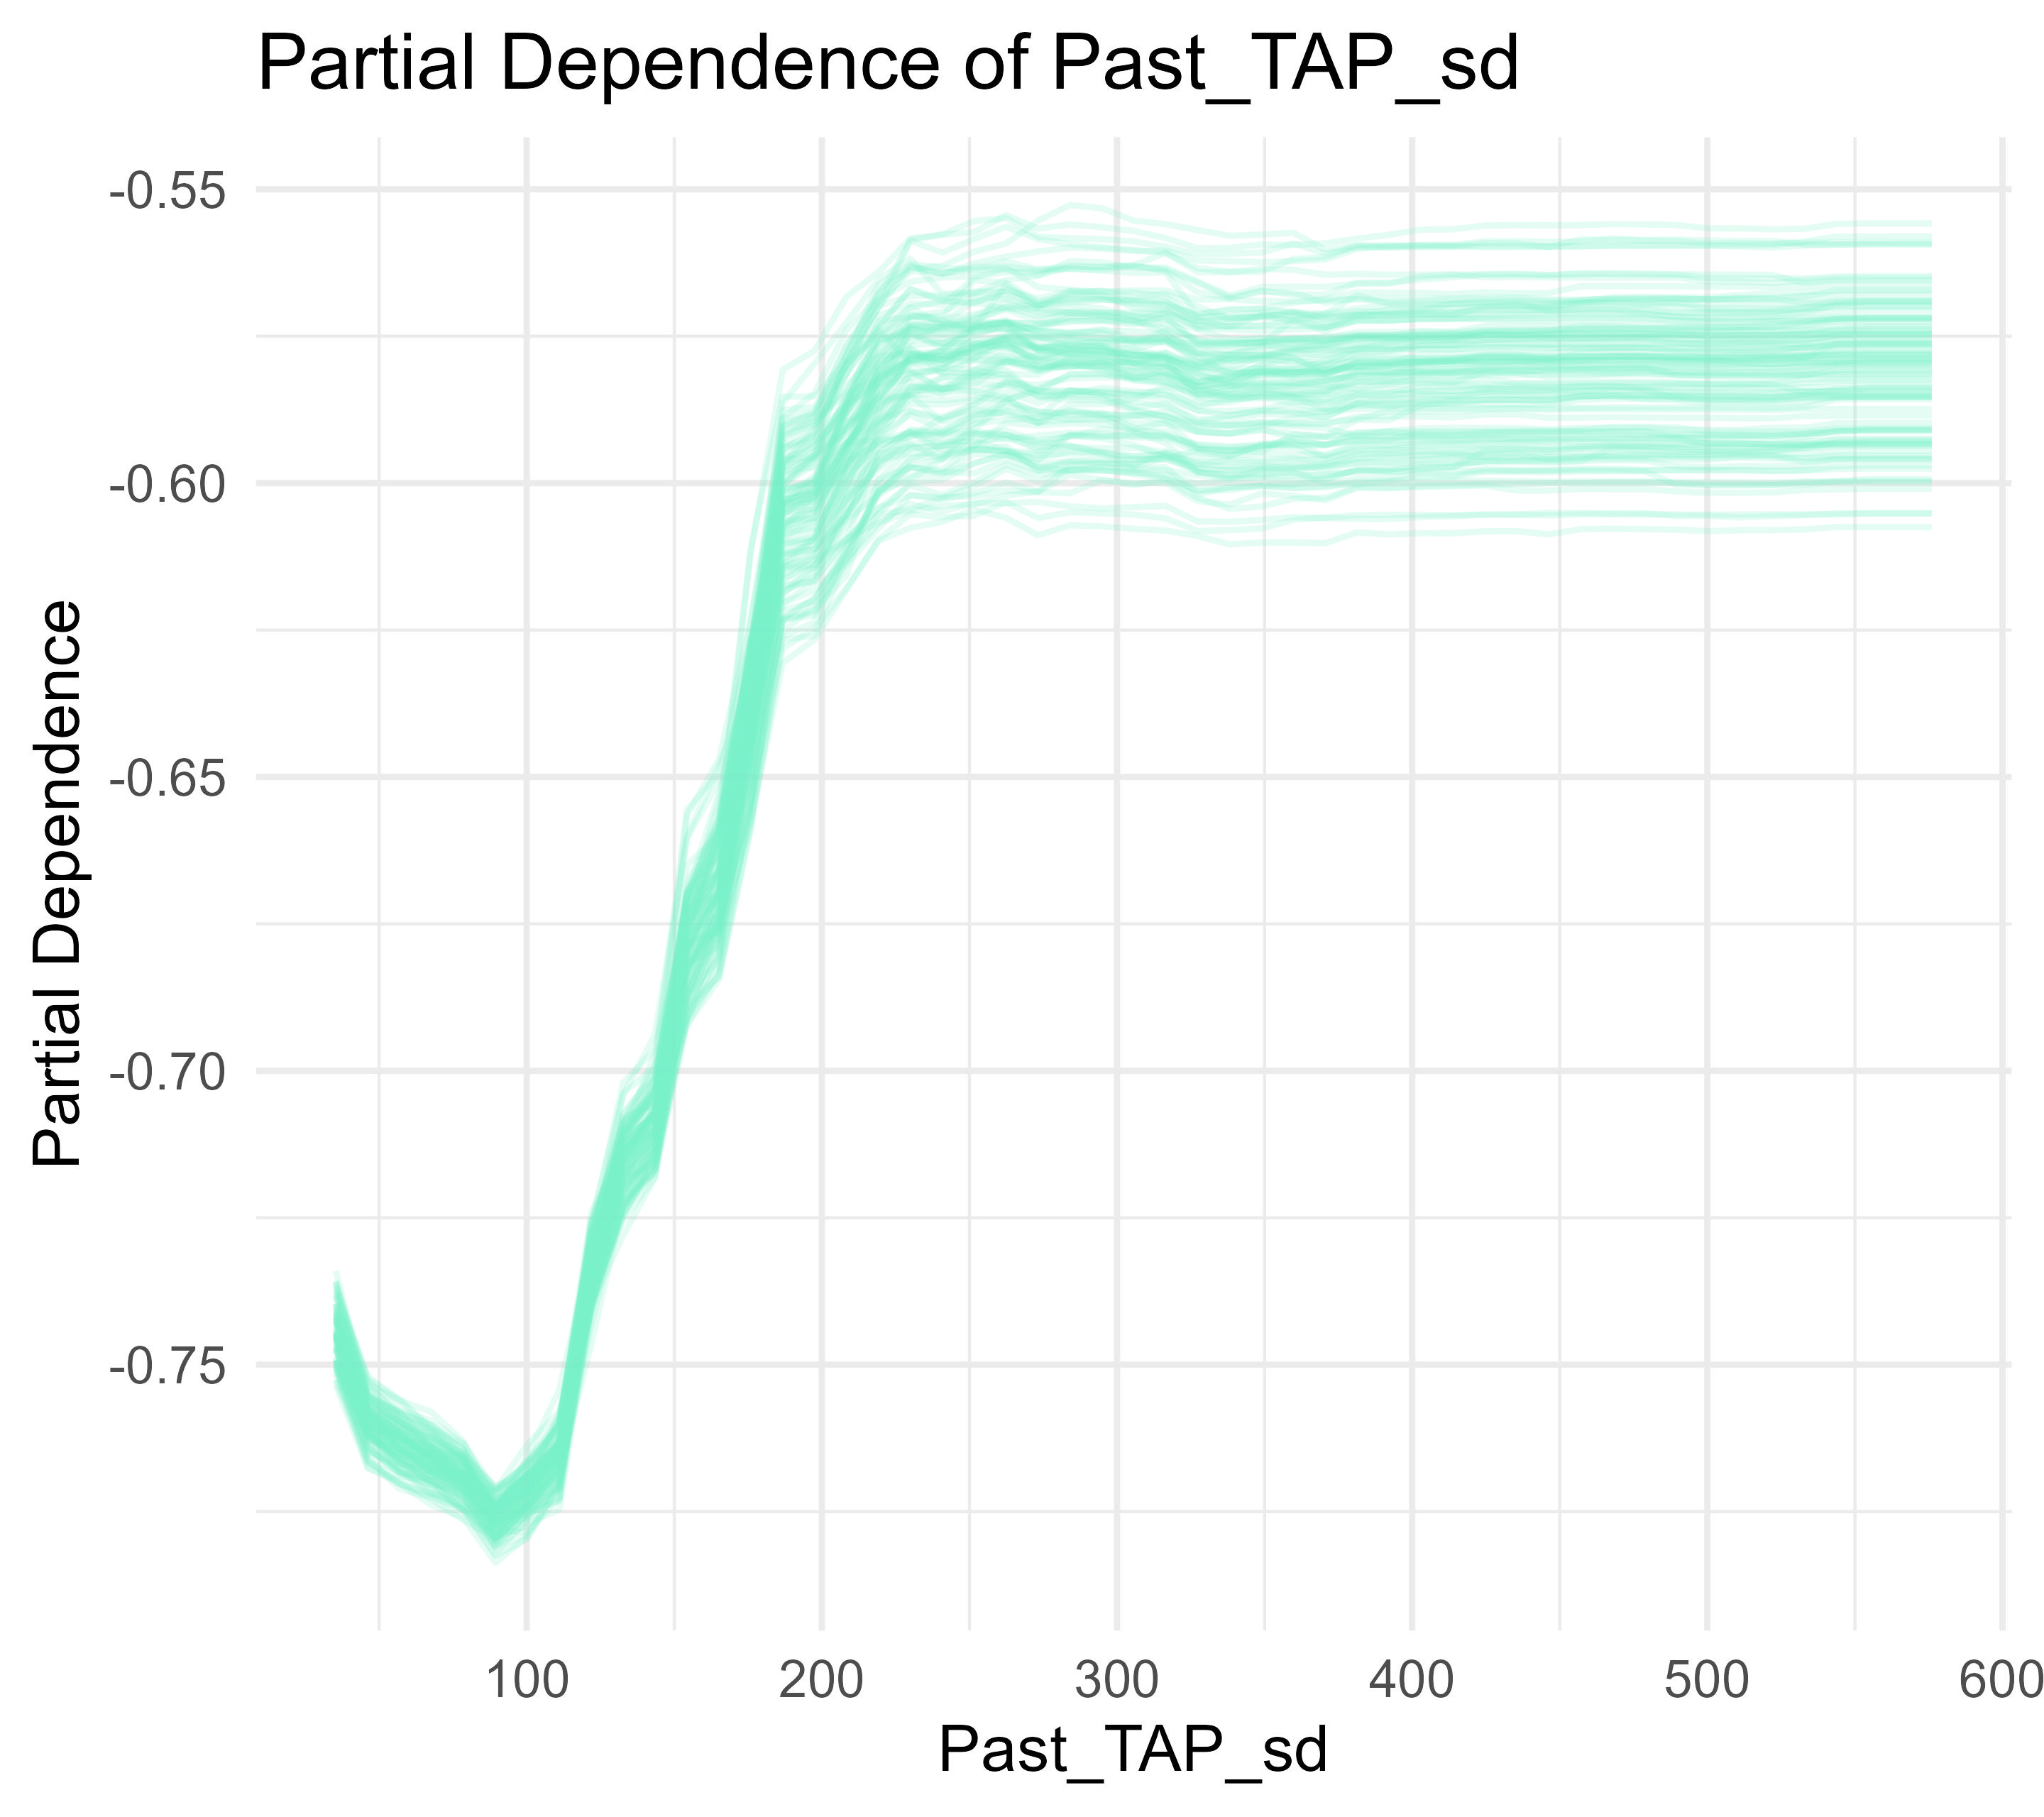 Partial Dependence of Past_TAP_sd
Partial Dependence
-0.55
-0.60
-0.65
-0.70
-0.75
100 200 300 400 500 600
Past_TAP_sd